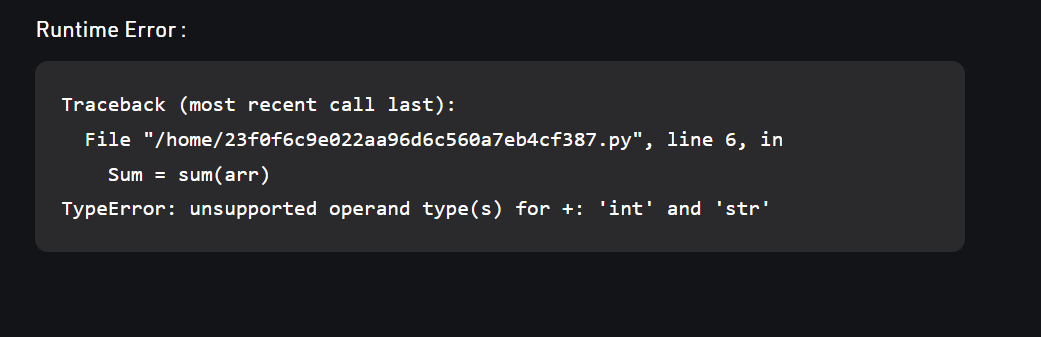 Runtime Error :
Traceback (most recent call last):
  File "/home/23f0f6c9e022aa96d6c560a7eb4cf387.py", line 6, in
    Sum = sum(arr)
TypeError: unsupported operand type(s) for +: 'int' and 'str'